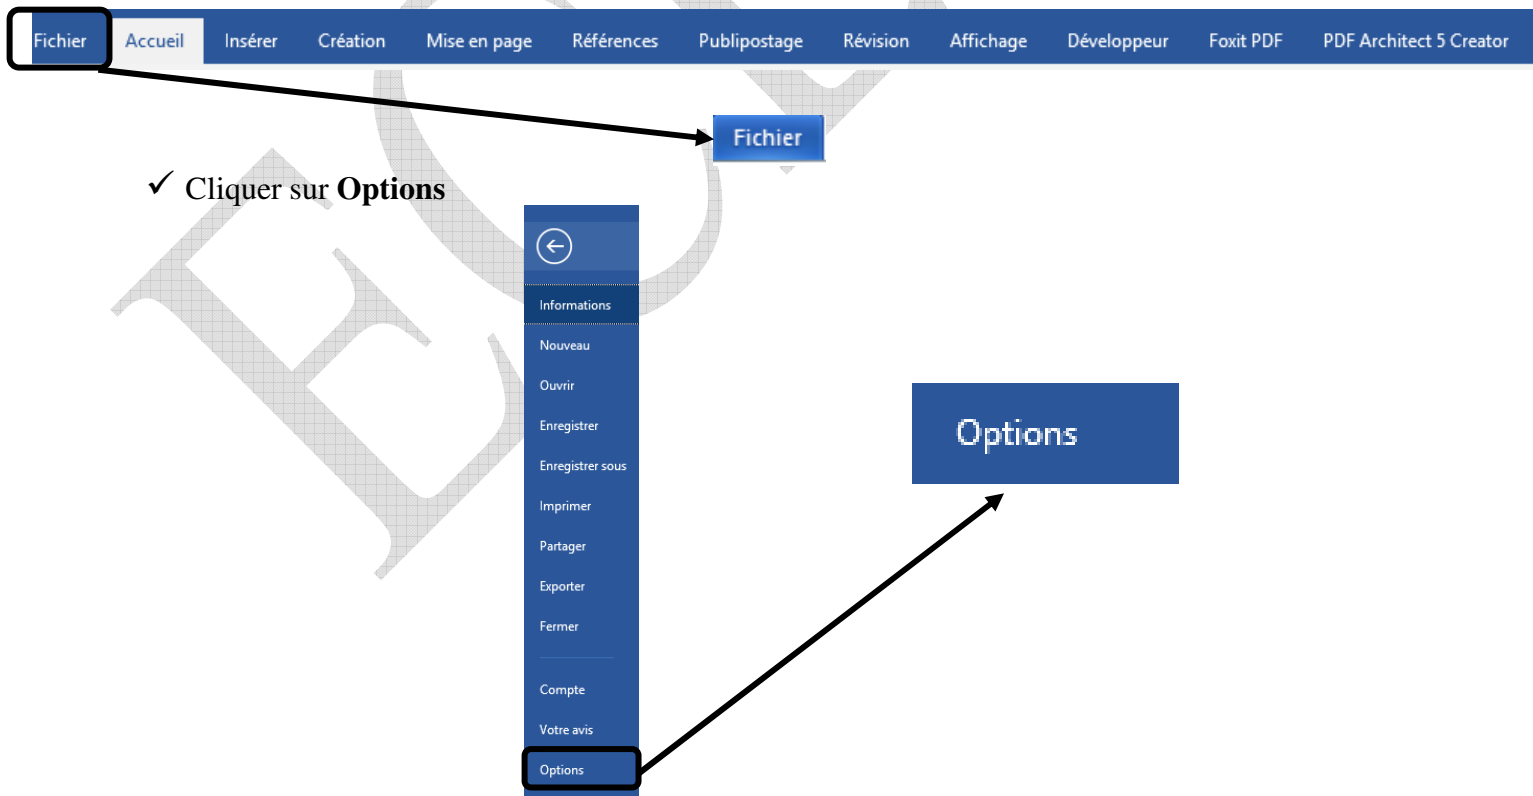 Fichier Accueil Insérer Création Mise en page Références Publipostage Révision Affichage Développeur Foxit PDF PDF Architect 5 Creator
Fichier
✓ Cliquer sur Options
Informations
Nouveau
Ouvrir
Enregistrer
Enregistrer sous
Imprimer
Partager
Exporter
Fermer
Compte
Votre avis
Options
Options